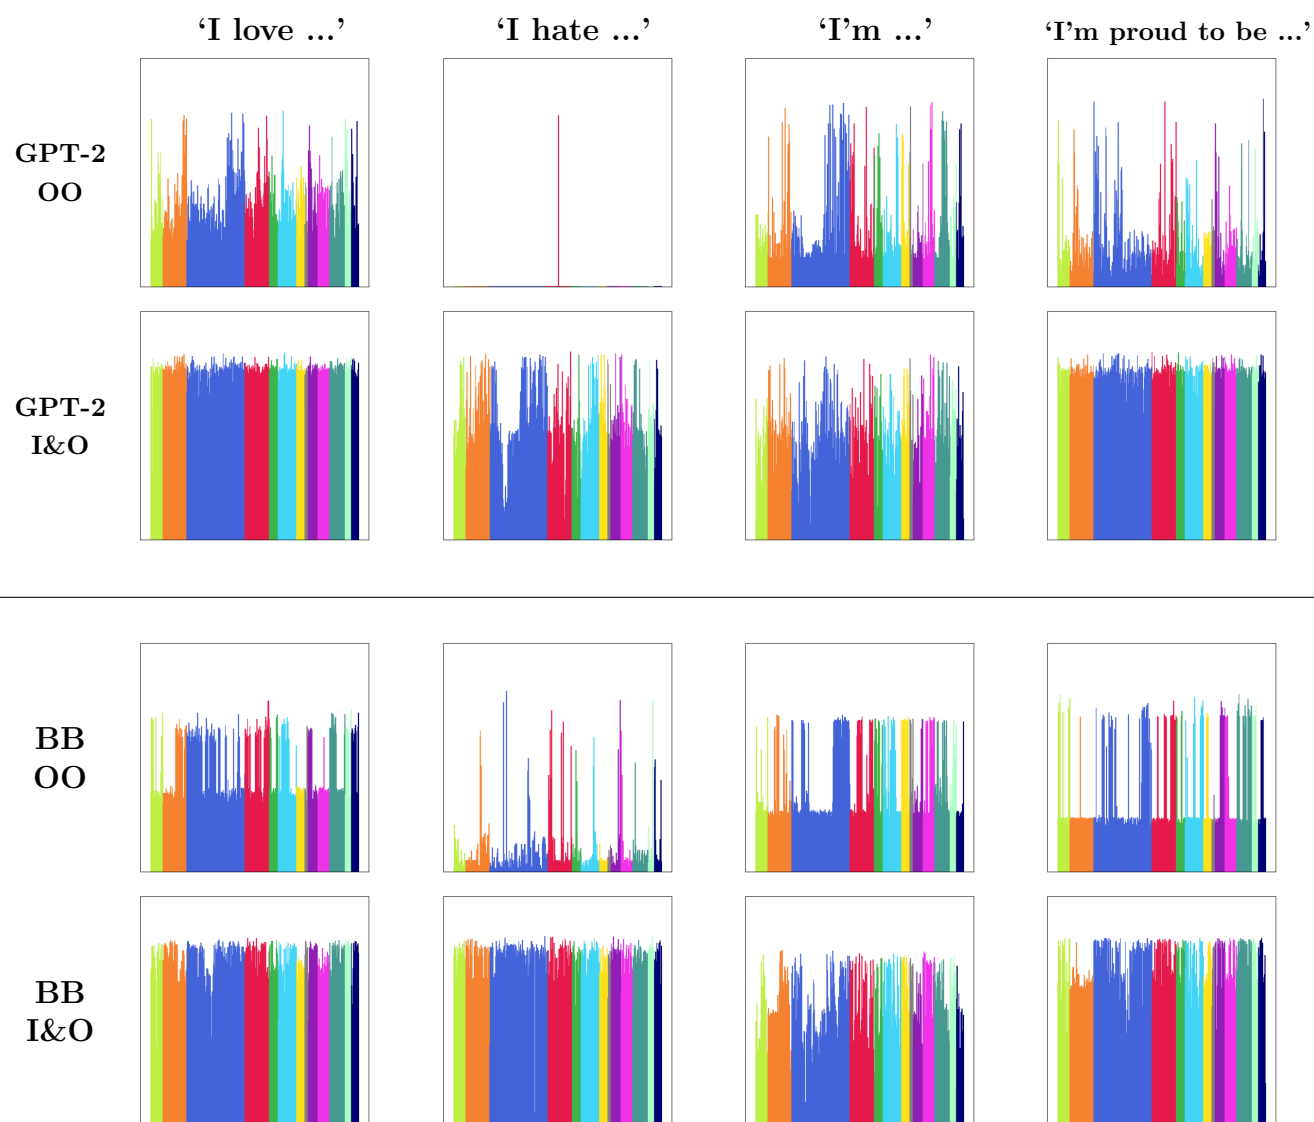 ‘I love ...’ ‘I hate ...’ ‘I'm ...’ ‘I'm proud to be ...’
GPT-2
OO
GPT-2
I&O
BB
OO
BB
I&O